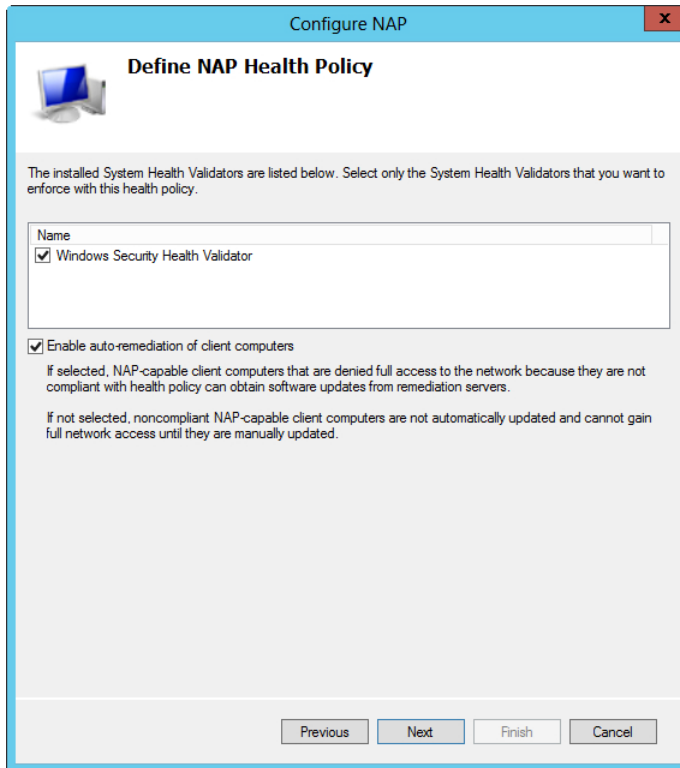 Configure NAP
x
Define NAP Health Policy
The installed System Health Validators are listed below. Select only the System Health Validators that you want to
enforce with this health policy.
Name
Windows Security Health Validator
Enable auto-remediation of client computers
If selected, NAP-capable client computers that are denied full access to the network because they are not
compliant with health policy can obtain software updates from remediation servers.
If not selected, noncompliant NAP-capable client computers are not automatically updated and cannot gain
full network access until they are manually updated.
Previous
Next
Finish
Cancel